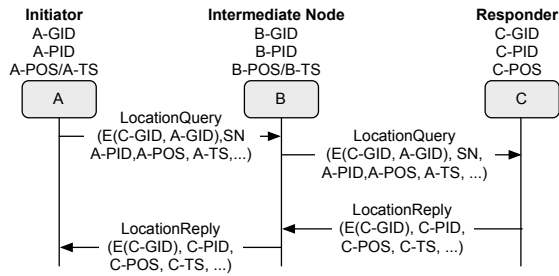 Initiator
A-GID
A-PID
A-POS/A-TS
A
Intermediate Node
B-GID
B-PID
B-POS/B-TS
B
Responder
C-GID
C-PID
C-POS
C
LocationQuery
(E(C-GID, A-GID),SN
A-PID,A-POS, A-TS,...)
LocationQuery
(E(C-GID, A-GID), SN,
A-PID,A-POS, A-TS, ...)
LocationReply
(E(C-GID), C-PID,
C-POS, C-TS, ...)
LocationReply
(E(C-GID), C-PID,
C-POS, C-TS, ...)